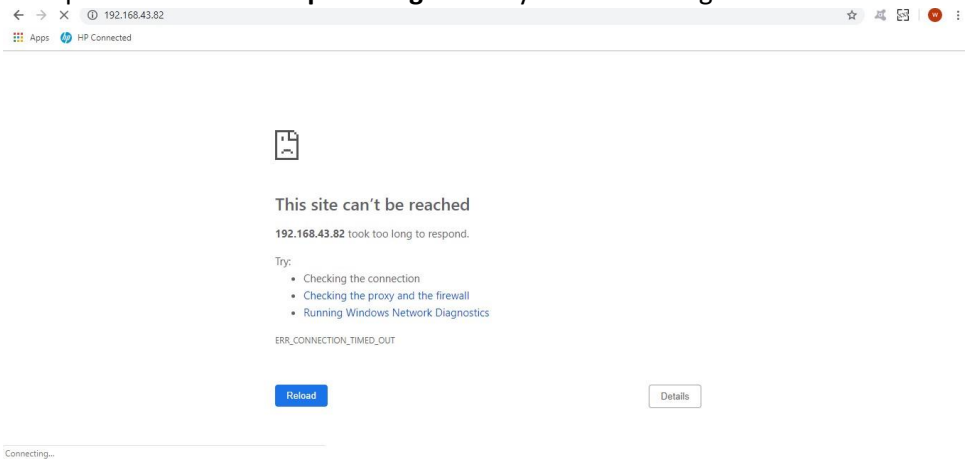 192.168.43.82
Apps HP Connected
This site can't be reached
192.168.43.82 took too long to respond.
Try:
• Checking the connection
• Checking the proxy and the firewall
• Running Windows Network Diagnostics
ERR_CONNECTION_TIMED_OUT
Reload Details
Connecting...